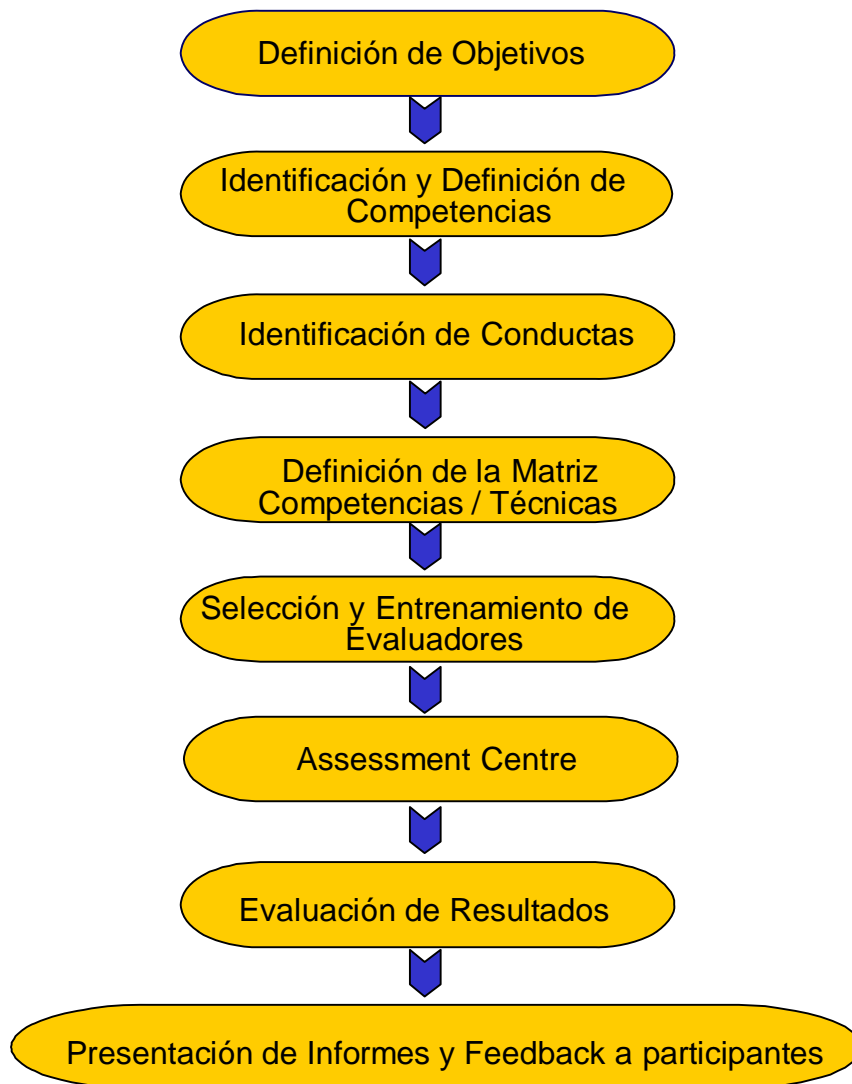 Definición de Objetivos
Identificación y Definición de
Competencias
Identificación de Conductas
Definición de la Matriz
Competencias / Técnicas
Selección y Entrenamiento de
Evaluadores
Assessment Centre
Evaluación de Resultados
Presentación de Informes y Feedback a participantes